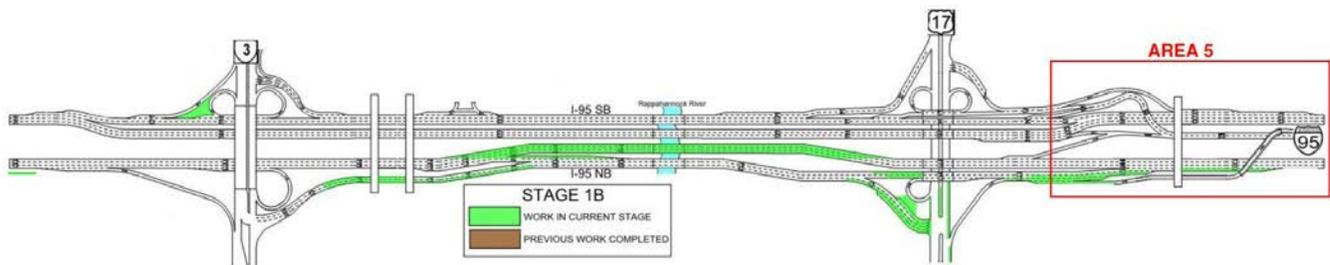 3
17
AREA 5
Rappahannock River
I-95 SB
95
I-95 NB
STAGE 1B
WORK IN CURRENT STAGE
PREVIOUS WORK COMPLETED